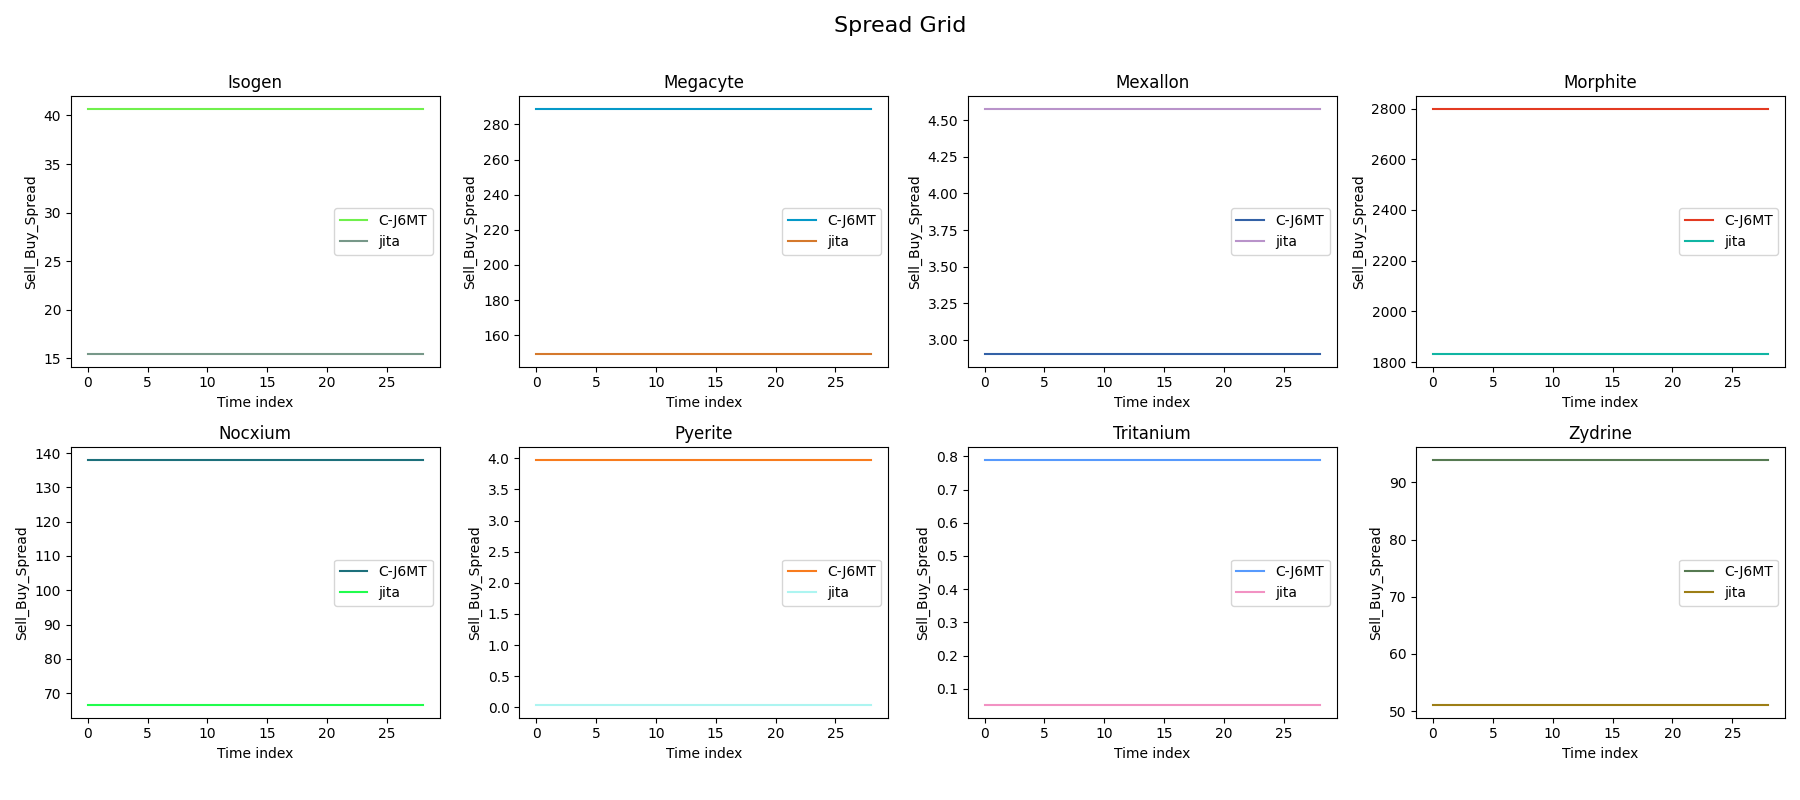 Spread Grid
Isogen
Sell_Buy_Spread
40
35
30
25
20
15
C-J6MT
jita
0 5 10 15 20 25
Time index
Megacyte
Sell_Buy_Spread
280
260
240
220
200
180
160
C-J6MT
jita
0 5 10 15 20 25
Time index
Mexallon
Sell_Buy_Spread
4.50
4.25
4.00
3.75
3.50
3.25
3.00
C-J6MT
jita
0 5 10 15 20 25
Time index
Morphite
Sell_Buy_Spread
2800
2600
2400
2200
2000
1800
C-J6MT
jita
0 5 10 15 20 25
Time index
Nocxium
Sell_Buy_Spread
140
130
120
110
100
90
80
70
C-J6MT
jita
0 5 10 15 20 25
Time index
Pyerite
Sell_Buy_Spread
4.0
3.5
3.0
2.5
2.0
1.5
1.0
0.5
0.0
C-J6MT
jita
0 5 10 15 20 25
Time index
Tritanium
Sell_Buy_Spread
0.8
0.7
0.6
0.5
0.4
0.3
0.2
0.1
C-J6MT
jita
0 5 10 15 20 25
Time index
Zydrine
Sell_Buy_Spread
90
80
70
60
50
C-J6MT
jita
0 5 10 15 20 25
Time index